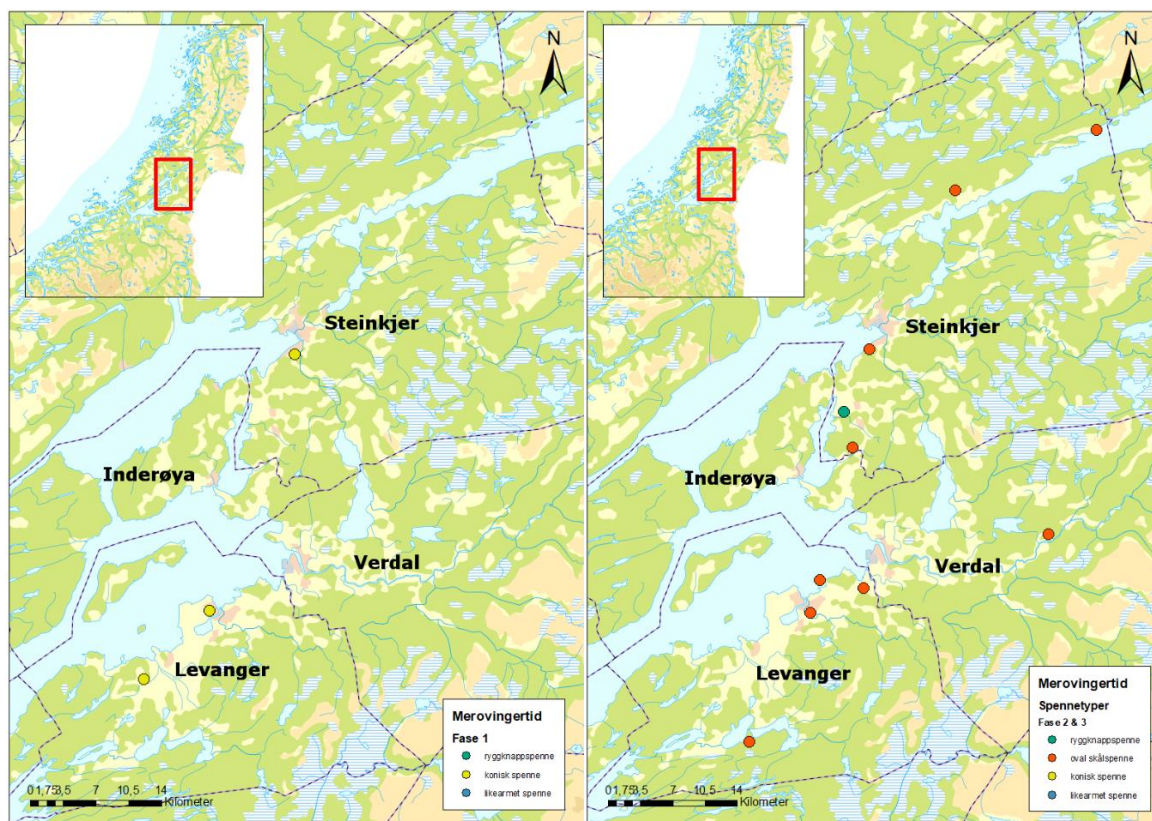 N
Steinkjer
Inderøya
Verdal
Levanger
Merovingertid
Fase 1
ryggknappspenne
konisk spenne
likearmet spenne
0 1,75 3,5 7 10,5 14
Kilometer
N
Steinkjer
Inderøya
Verdal
Levanger
Merovingertid
Spennetyper
Fase 2 & 3
ryggknappspenne
oval skålspenne
konisk spenne
likearmet spenne
0 1,75 3,5 7 10,5 14
Kilometer